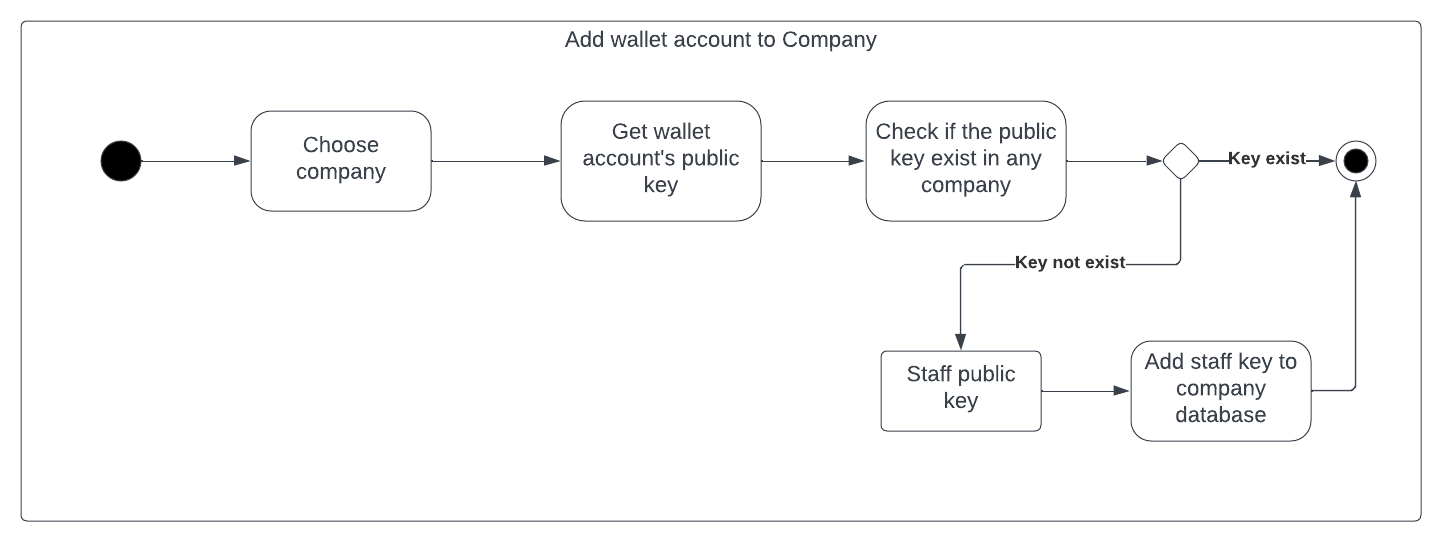 Add wallet account to Company
Choose
company
Get wallet
account's public
key
Check if the public
key exist in any
company
Key exist
Key not exist
Staff public
key
Add staff key to
company
database